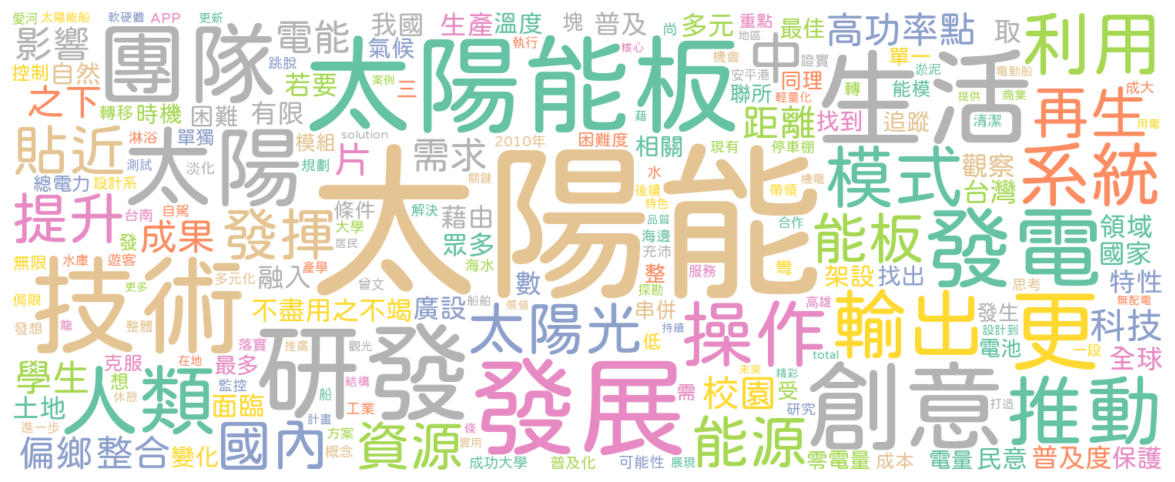 愛河 太陽能船 軟硬體 APP 更新 我國 生產 溫度 塊 普及 尚 多元 重點 最佳 高功率點 取 利用
影響 團隊 電能 氣候 執行 核心 地區 機會 中 證實 單一
控制 自然 跳脫 若要 太陽能板 案例 安平港 同理 生活 淤泥 電動船
之下 轉移 時機 困難 有限 三 藉 民生 聯所 輕量化 轉 能模 提供 商業 成大
貼近 淋浴 單獨 太陽 模組 solution 片 2010年 需求 困難度 相關 現有 距離 停車棚 找到 追蹤 清潔 再生 用電
總電力 設計系 測試 淡化 規劃 關鍵 太陽能 水 後續 特色 帶領 機電 模式 觀察 台灣 系統
提升 台南 自駕 發揮 條件 解決 藉由 品質 合作 能板 發電 領域
發 成果 大學 居民 眾多 海邊 充沛 彎 國家
無限 水庫 遊客 多元化 融入 產學 曾文 海水 數 整 服務 架設 找出 特性
侷限 更多 技術 不盡用之不竭 廣設 船舶 價值 探勘 串併 高雄 思考 無配電
發想 龍 整體 研發 太陽光 持續 低 操作 輸出 發生 設計到 更 科技
落實 推廣 觀光 total 電池 一段 全球
學生 克服 在地 最多 結構 發展 需 未來 精彩 受 創意
土地 想 休憩 人類 監控 面臨 船 工業 條 校園 研究 打造 推動
進一步 計畫 方案 實用
偏鄉 整合 變化 國內 概念 資源 成功大學 普及化 可能性 展現 能源 零電量 成本 電量 民意 普及度 保護